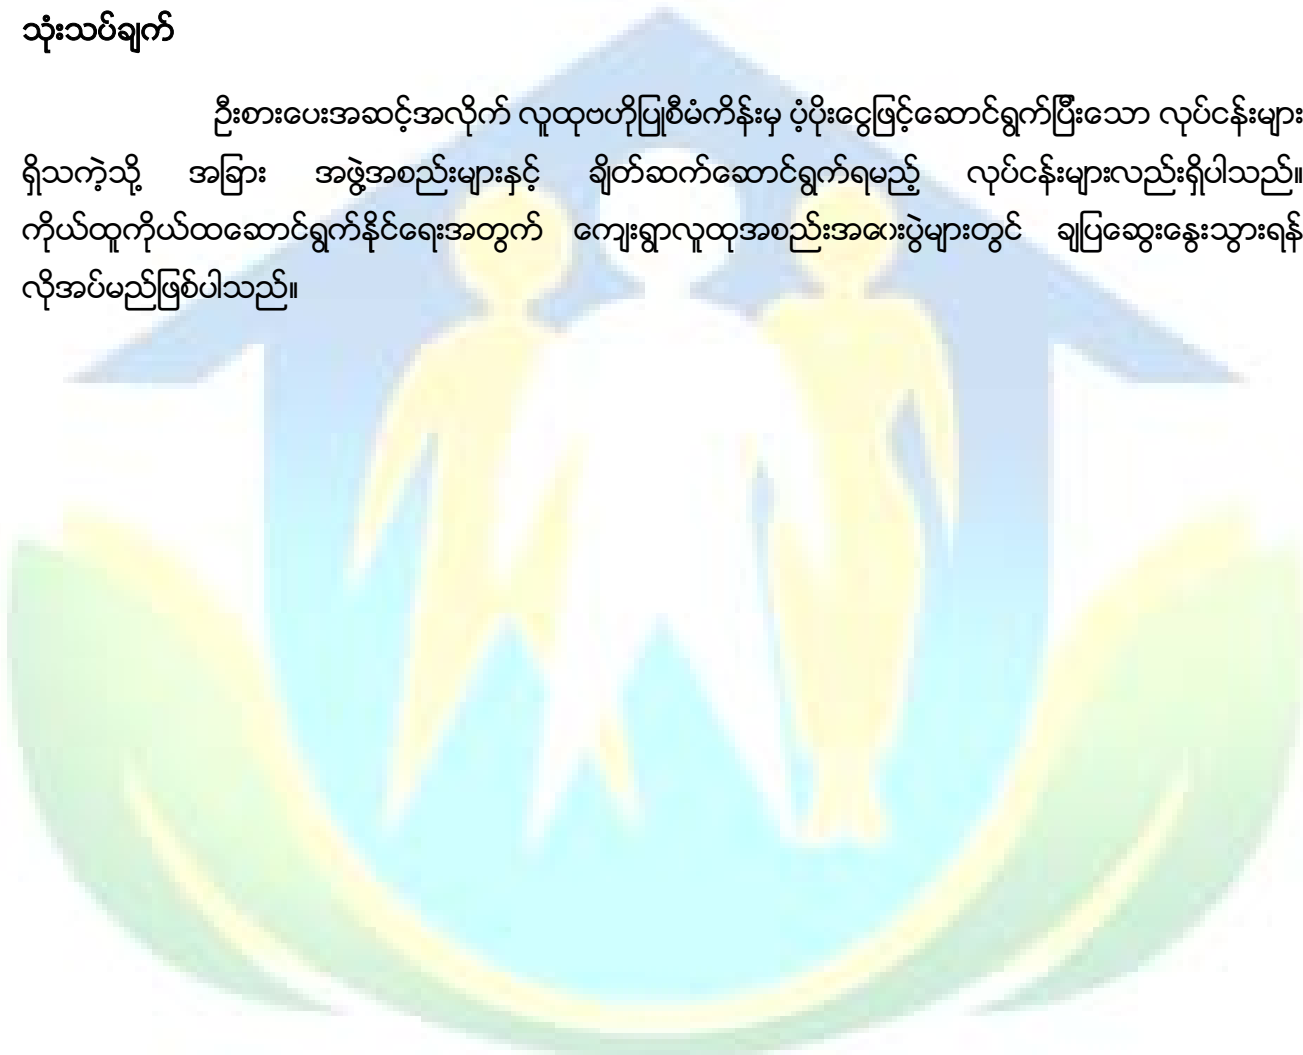 သုံးသပ်ချက်
ဦးစားပေးအဆင့်အလိုက် လူထုဗဟိုပြုစီမံကိန်းမှ ပံ့ပိုးငွေဖြင့်ဆောင်ရွက်ပြီးသော လုပ်ငန်းများ
ရှိသကဲ့သို့ အခြား အဖွဲ့အစည်းများနှင့် ချိတ်ဆက်ဆောင်ရွက်ရမည့် လုပ်ငန်းများလည်းရှိပါသည်။
ကိုယ်ထူကိုယ်ထဆောင်ရွက်နိုင်ရေးအတွက် ကျေးရွာလူထုအစည်းအဝေးပွဲများတွင် ချပြဆွေးနွေးသွားရန်
လိုအပ်မည်ဖြစ်ပါသည်။